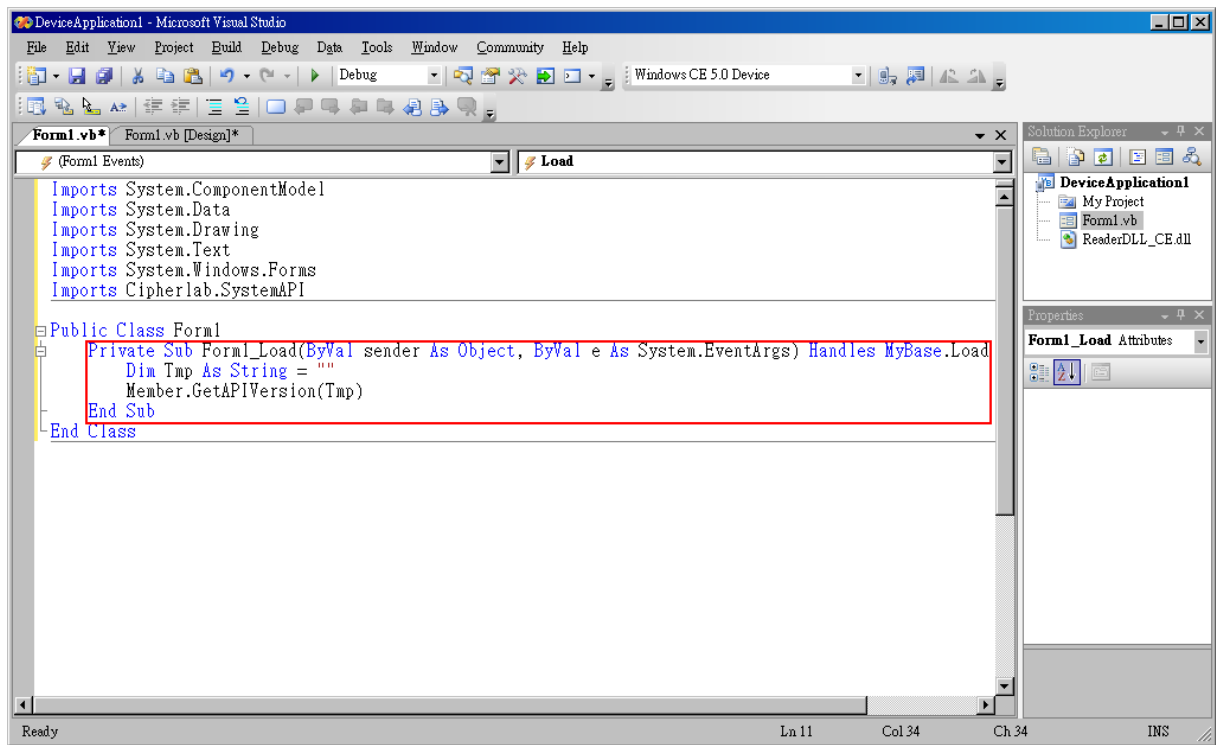 DeviceApplication1 - Microsoft Visual Studio
File Edit View Project Build Debug Data Tools Window Community Help
Debug Windows CE 5.0 Device
Form1.vb* Form1.vb [Design]*
(Form1 Events) Load
Imports System.ComponentModel
Imports System.Data
Imports System.Drawing
Imports System.Text
Imports System.Windows.Forms
Imports Cipherlab.SystemAPI
Public Class Form1
Private Sub Form1_Load(ByVal sender As Object, ByVal e As System.EventArgs) Handles MyBase.Load
Dim Tmp As String = ""
Member.GetAPIVersion(Tmp)
End Sub
End Class
Solution Explorer
DeviceApplication1
My Project
Form1.vb
ReaderDLL_CE.dll
Properties
Form1_Load Attributes
Ready Ln 11 Col 34 Ch 34 INS